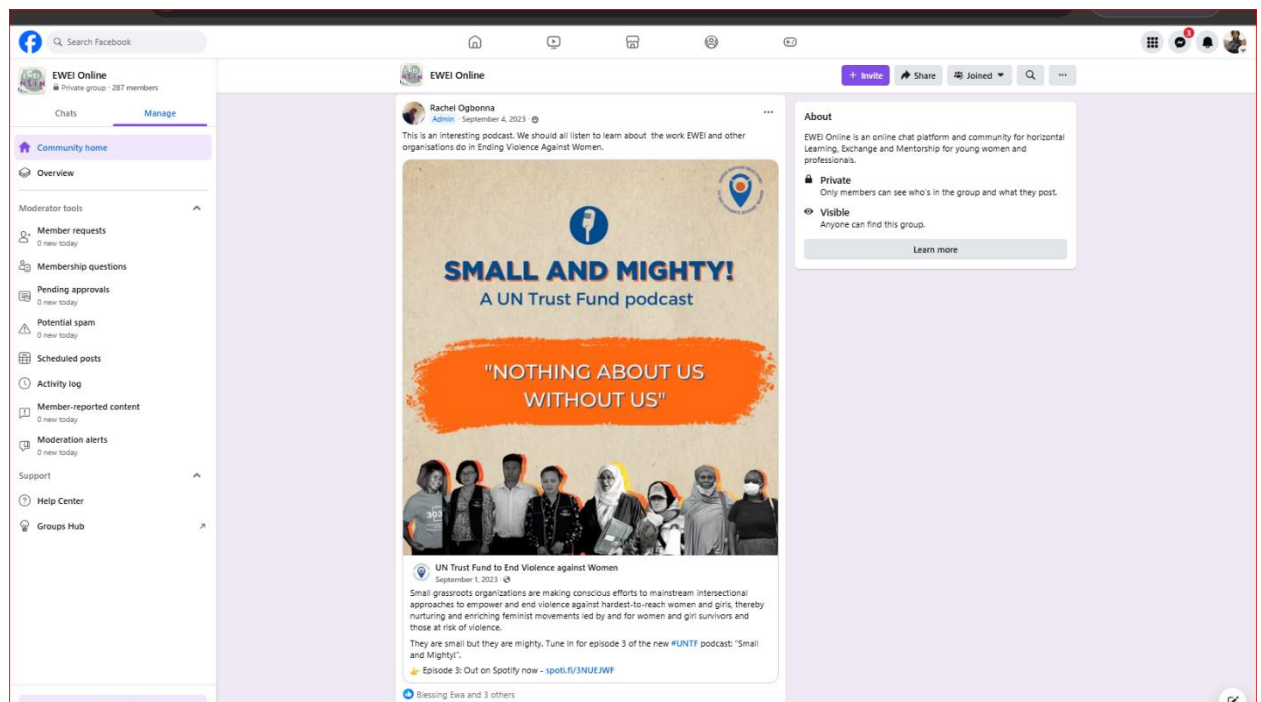 Search Facebook
3
EWEI Online
Private group · 287 members
Chats
Manage
Community home
Overview
Moderator tools
Member requests
0 new today
Membership questions
Pending approvals
0 new today
Potential spam
0 new today
Scheduled posts
Activity log
Member-reported content
0 new today
Moderation alerts
0 new today
Support
Help Center
Groups Hub
EWEI Online
+ Invite
Share
Joined
Rachel Ogbonna
Admin · September 4, 2023 ·
This is an interesting podcast. We should all listen to learn about the work EWEI and other
organisations do in Ending Violence Against Women.
SMALL AND MIGHTY!
A UN Trust Fund podcast
"NOTHING ABOUT US
WITHOUT US"
UN Trust Fund to End Violence against Women
September 1, 2023 ·
Small grassroots organizations are making conscious efforts to mainstream intersectional
approaches to empower and end violence against hardest-to-reach women and girls, thereby
nurturing and enriching feminist movements led by and for women and girl survivors and
those at risk of violence.
They are small but they are mighty. Tune in for episode 3 of the new #UNTF podcast: "Small
and Mighty!".
👉 Episode 3: Out on Spotify now - spoti.fi/3NUEJWF
Blessing Ewa and 3 others
About
EWEI Online is an online chat platform and community for horizontal
Learning, Exchange and Mentorship for young women and
professionals.
Private
Only members can see who's in the group and what they post.
Visible
Anyone can find this group.
Learn more